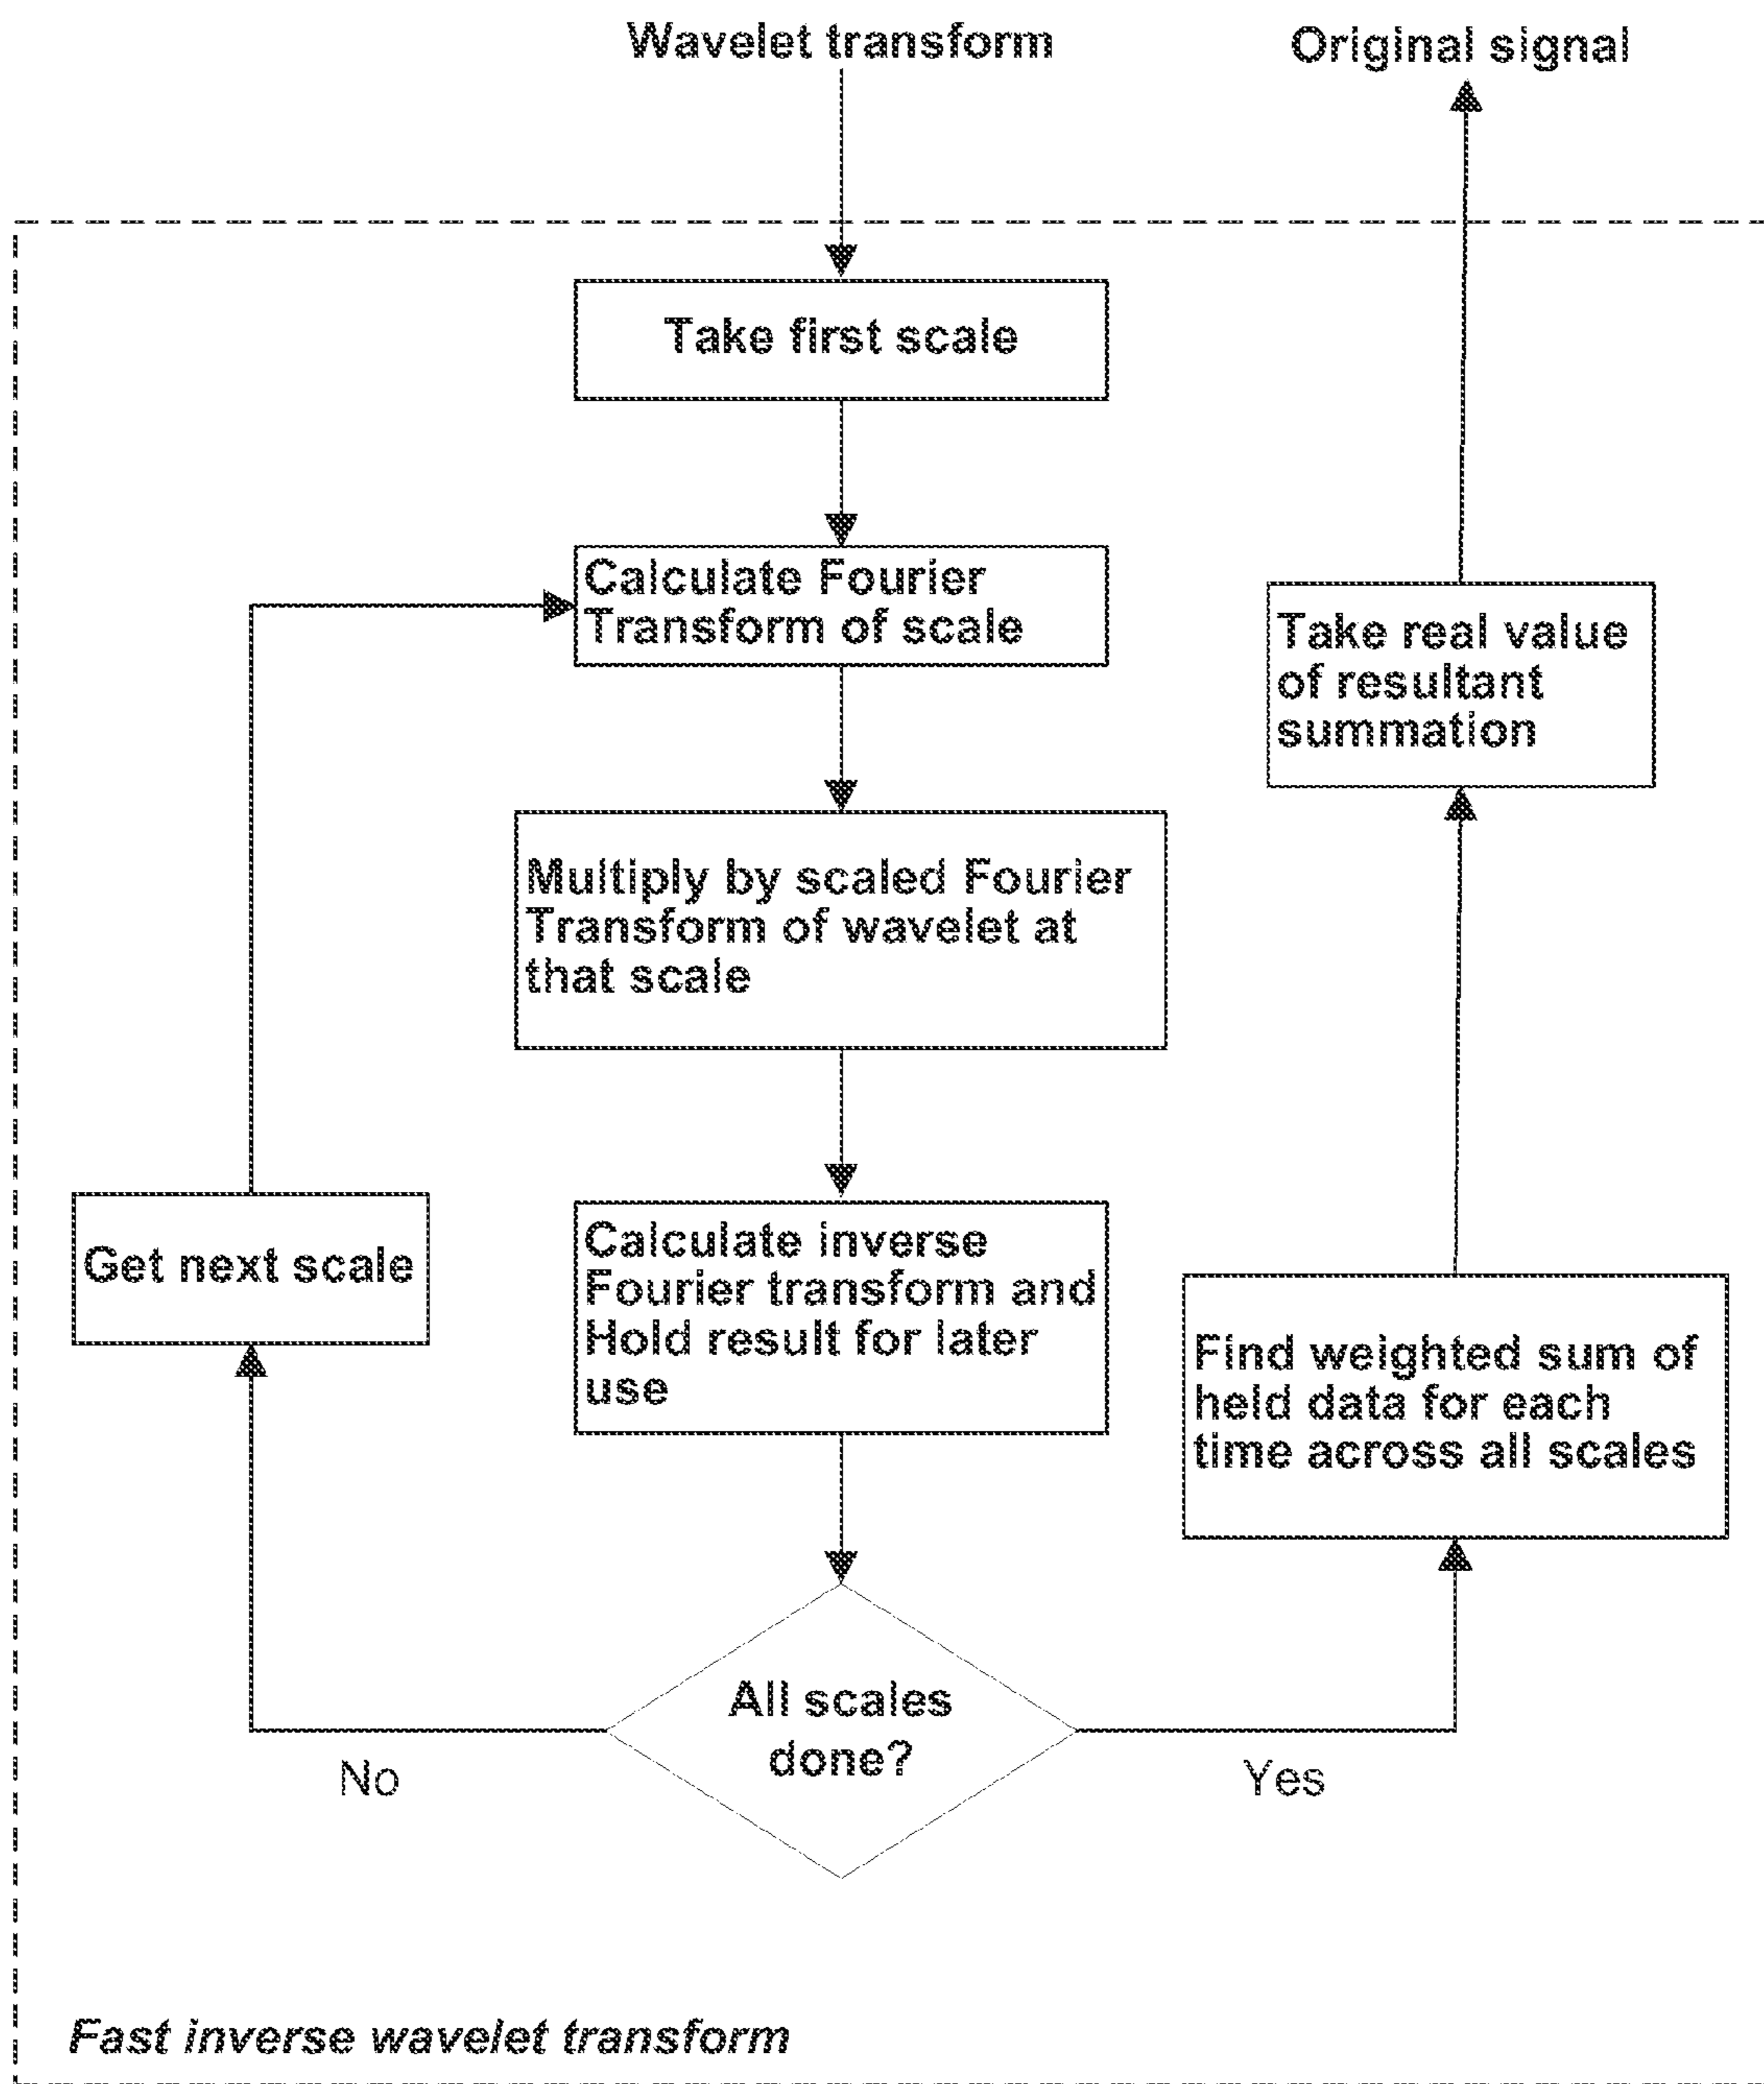 Wavelet transform
Original signal
Take first scale
Calculate Fourier
Transform of scale
Take real value
of resultant
summation
Multiply by scaled Fourier
Transform of wavelet at
that scale
Get next scale
Calculate inverse
Fourier transform and
Hold result for later
use
Find weighted sum of
held data for each
time across all scales
All scales
done?
No
Yes
Fast inverse wavelet transform